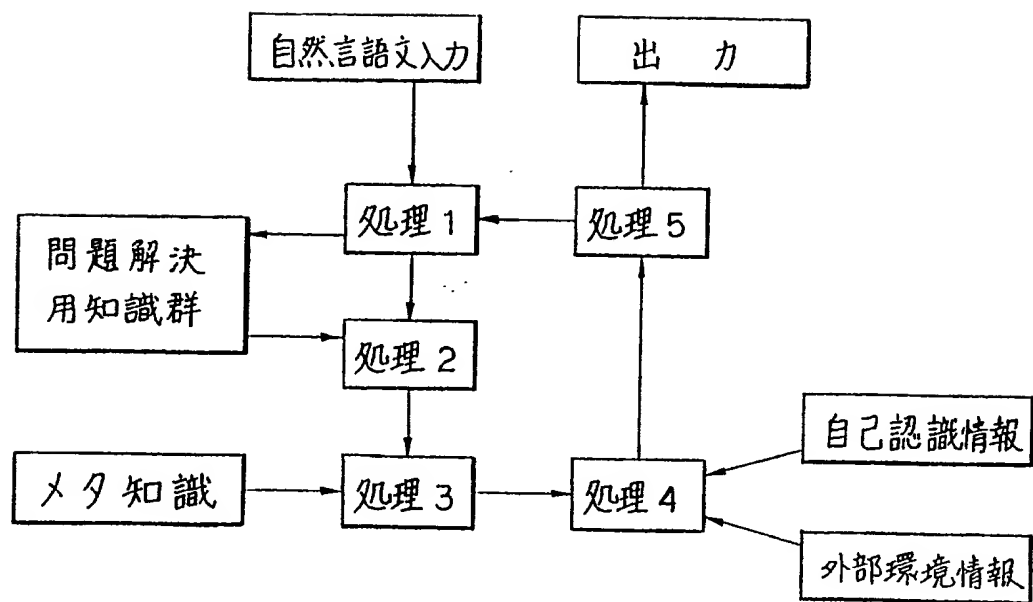 自然言語文入力
出 力
処理1
処理5
問題解決
用知識群
処理2
自己認識情報
メタ知識
処理3
処理4
外部環境情報